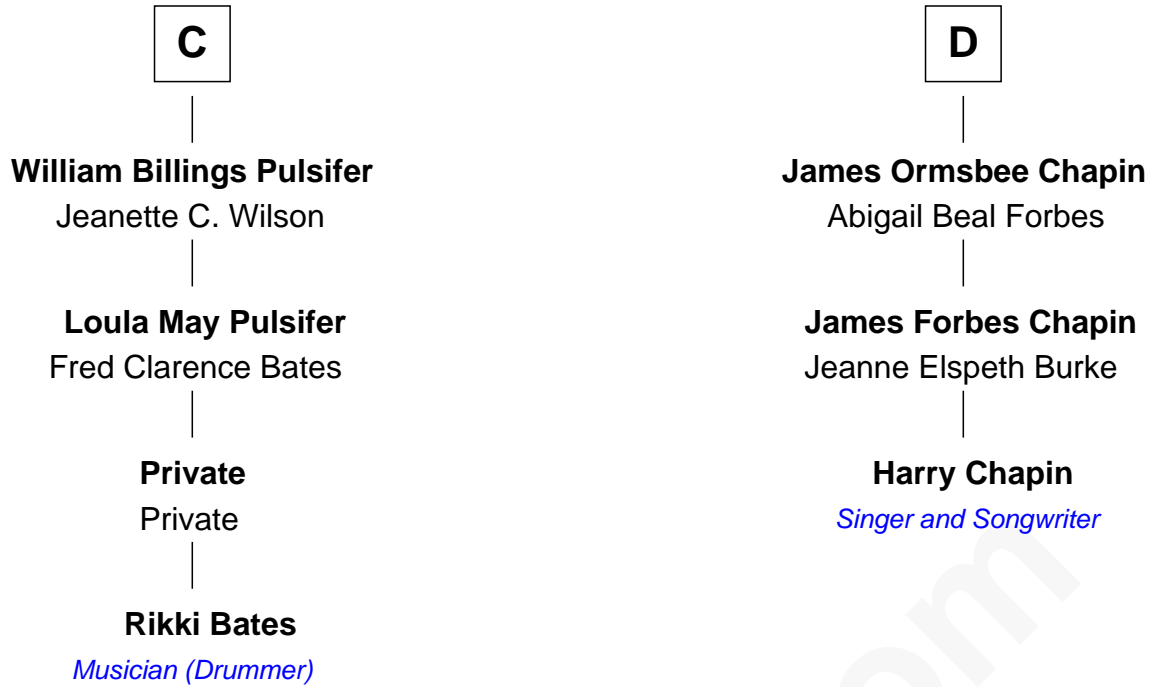 C
William Billings Pulsifer
Jeanette C. Wilson
Loula May Pulsifer
Fred Clarence Bates
Private
Private
Rikki Bates
Musician (Drummer)
D
James Ormsbee Chapin
Abigail Beal Forbes
James Forbes Chapin
Jeanne Elspeth Burke
Harry Chapin
Singer and Songwriter
om